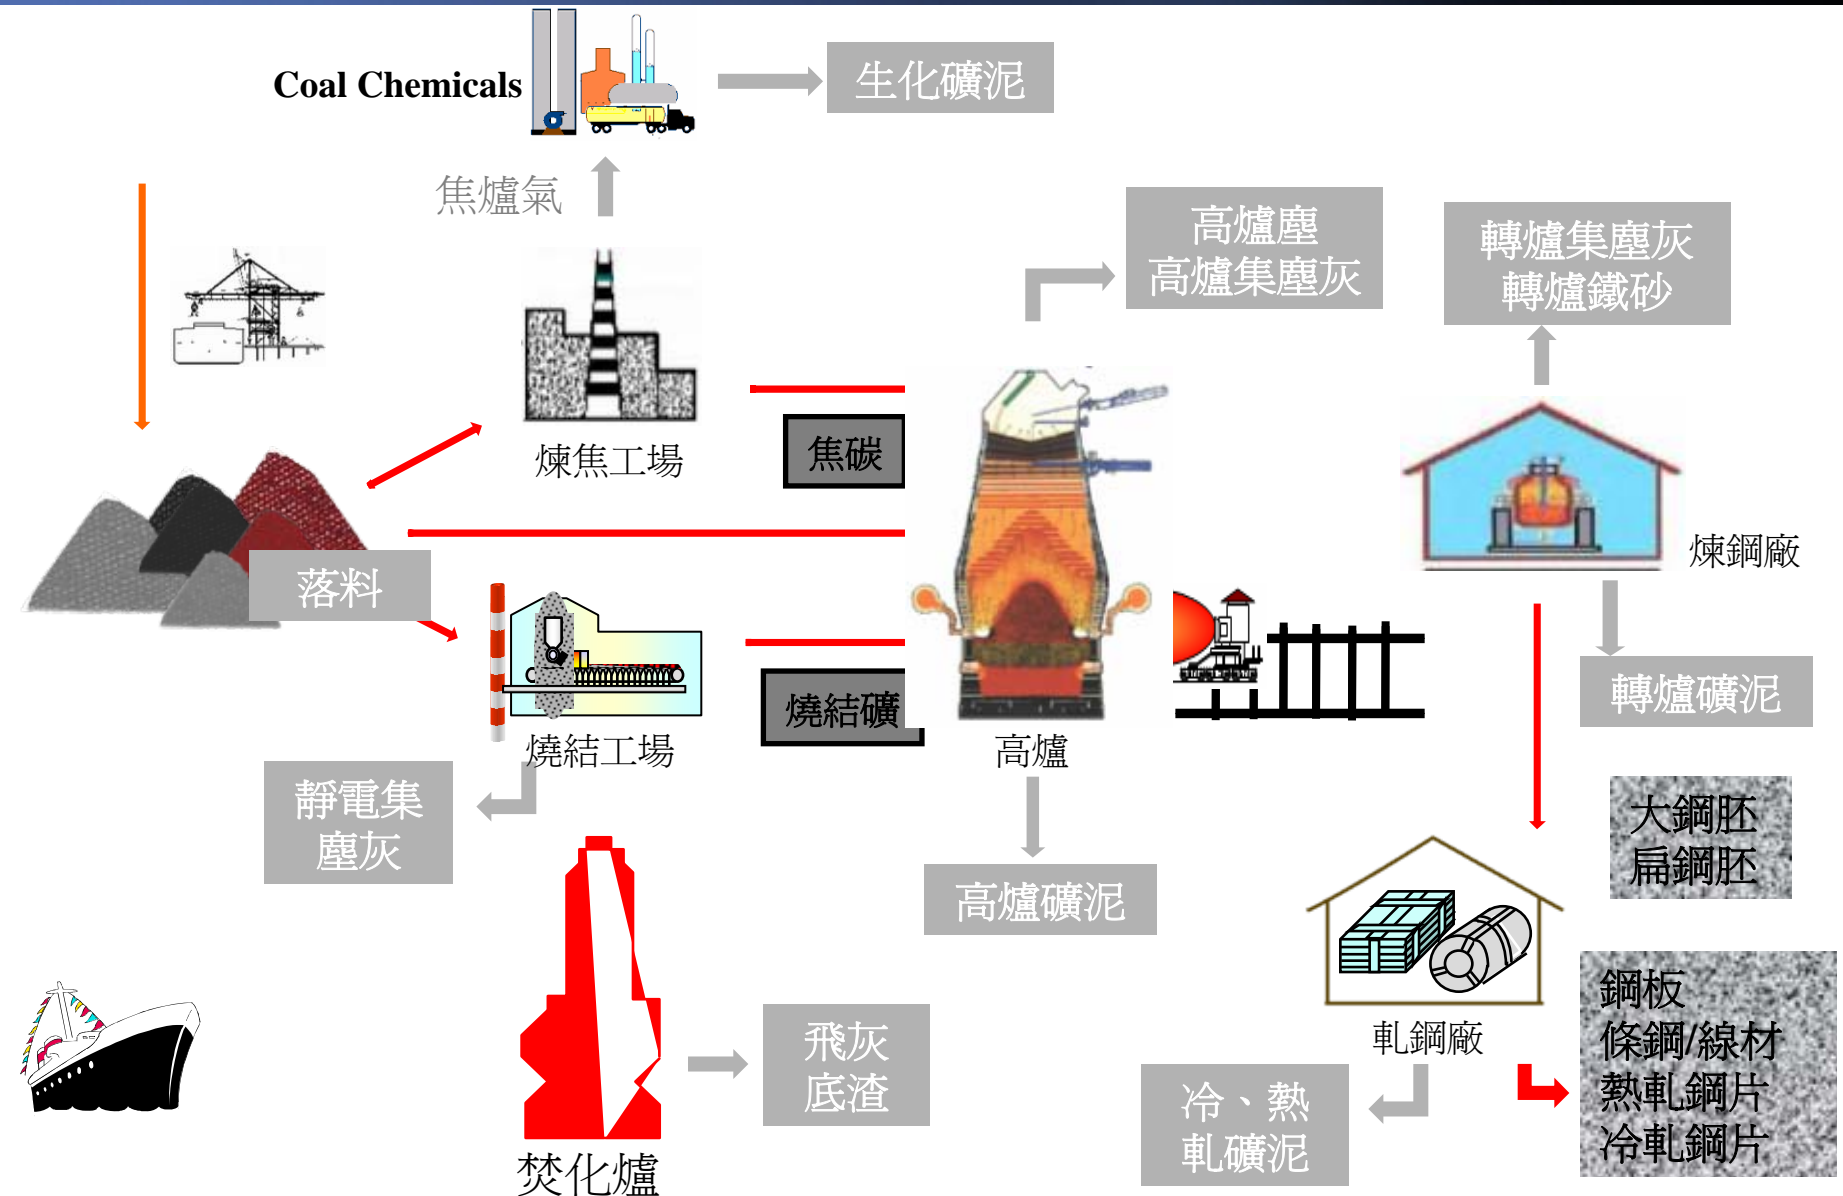 Coal Chemicals
生化礦泥
焦爐氣
高爐塵
高爐集塵灰
轉爐集塵灰
轉爐鐵砂
煉焦工場
焦碳
煉鋼廠
落料
轉爐礦泥
燒結礦
燒結工場
高爐
靜電集
塵灰
大鋼胚
扁鋼胚
高爐礦泥
鋼板
條鋼/線材
熱軋鋼片
冷軋鋼片
飛灰
底渣
軋鋼廠
冷、熱
軋礦泥
焚化爐